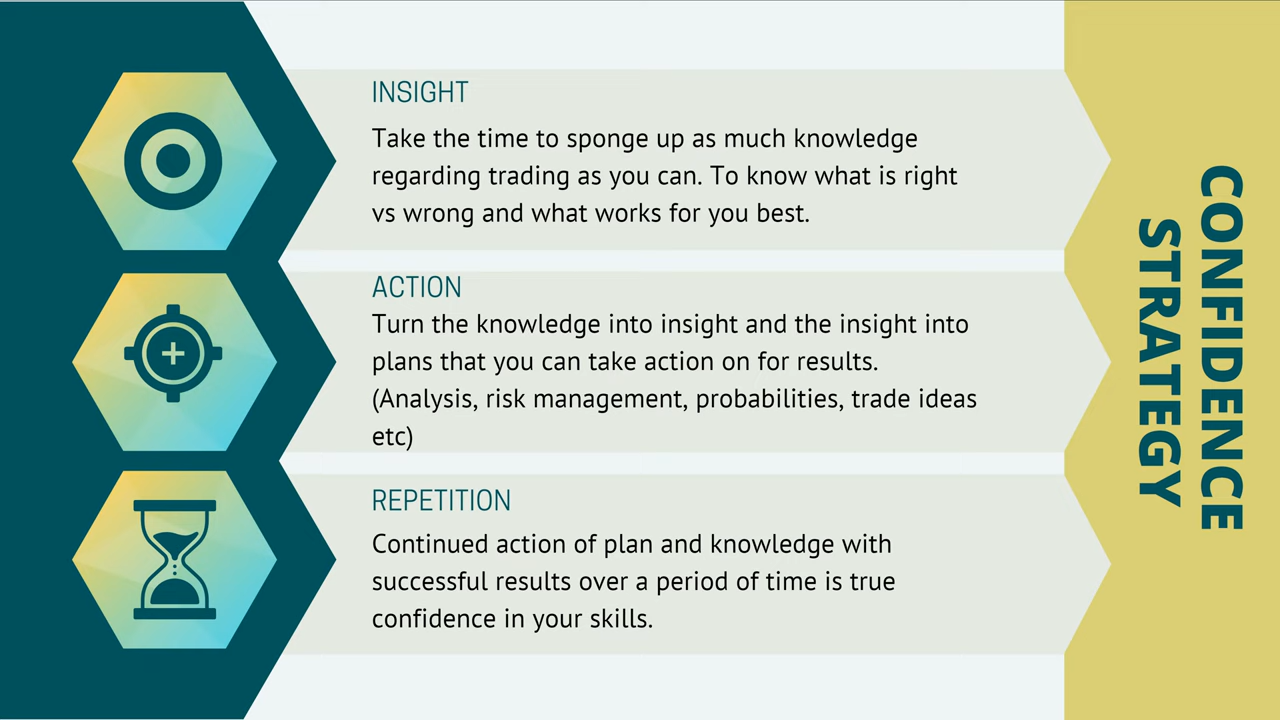 INSIGHT
Take the time to sponge up as much knowledge
regarding trading as you can. To know what is right
vs wrong and what works for you best.
ACTION
Turn the knowledge into insight and the insight into
plans that you can take action on for results.
(Analysis, risk management, probabilities, trade ideas
etc)
REPETITION
Continued action of plan and knowledge with
successful results over a period of time is true
confidence in your skills.
CONFIDENCE
STRATEGY